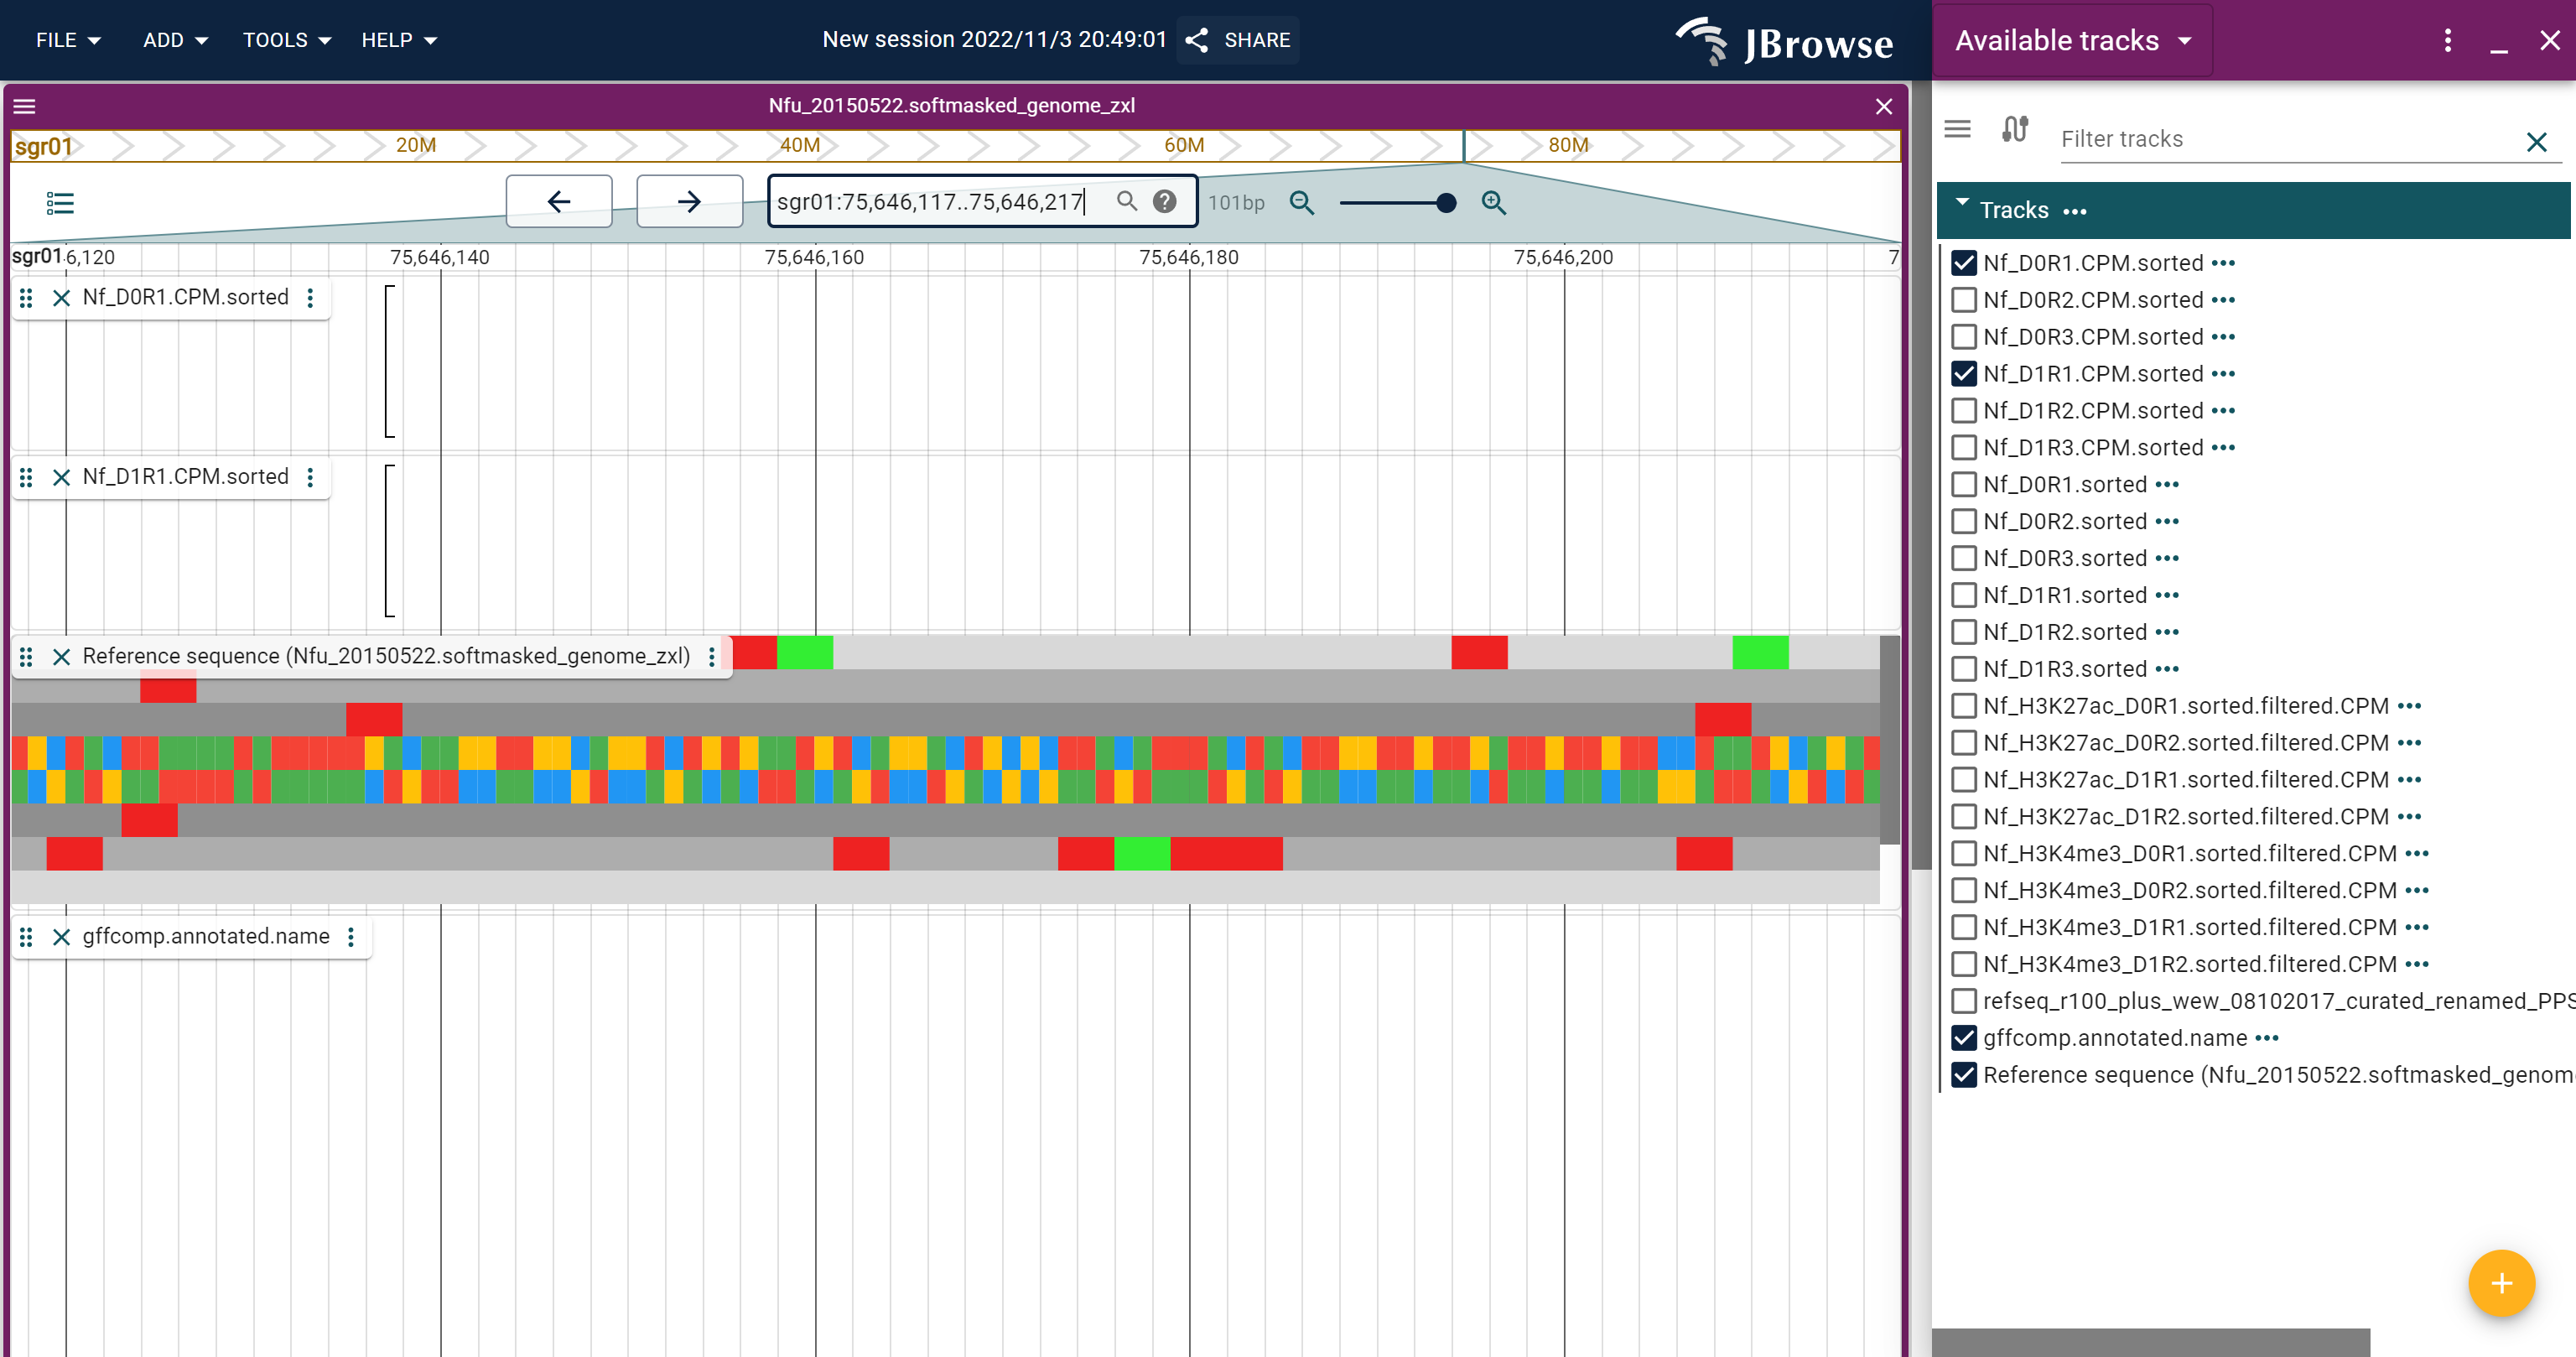 FILE ADD TOOLS HELP New session 2022/11/3 20:49:01 SHARE JBrowse
Available tracks
Nfu_20150522.softmasked_genome_zxl
sgr01 20M 40M 60M 80M
sgr01:75,646,117..75,646,217 101bp
sgr01 6,120 75,646,140 75,646,160 75,646,180 75,646,200 7
Nf_D0R1.CPM.sorted
Nf_D1R1.CPM.sorted
Reference sequence (Nfu_20150522.softmasked_genome_zxl)
gffcomp.annotated.name
Filter tracks
Tracks
Nf_D0R1.CPM.sorted
Nf_D0R2.CPM.sorted
Nf_D0R3.CPM.sorted
Nf_D1R1.CPM.sorted
Nf_D1R2.CPM.sorted
Nf_D1R3.CPM.sorted
Nf_D0R1.sorted
Nf_D0R2.sorted
Nf_D0R3.sorted
Nf_D1R1.sorted
Nf_D1R2.sorted
Nf_D1R3.sorted
Nf_H3K27ac_D0R1.sorted.filtered.CPM
Nf_H3K27ac_D0R2.sorted.filtered.CPM
Nf_H3K27ac_D1R1.sorted.filtered.CPM
Nf_H3K27ac_D1R2.sorted.filtered.CPM
Nf_H3K4me3_D0R1.sorted.filtered.CPM
Nf_H3K4me3_D0R2.sorted.filtered.CPM
Nf_H3K4me3_D1R1.sorted.filtered.CPM
Nf_H3K4me3_D1R2.sorted.filtered.CPM
refseq_r100_plus_wew_08102017_curated_renamed_PPS
gffcomp.annotated.name
Reference sequence (Nfu_20150522.softmasked_genom